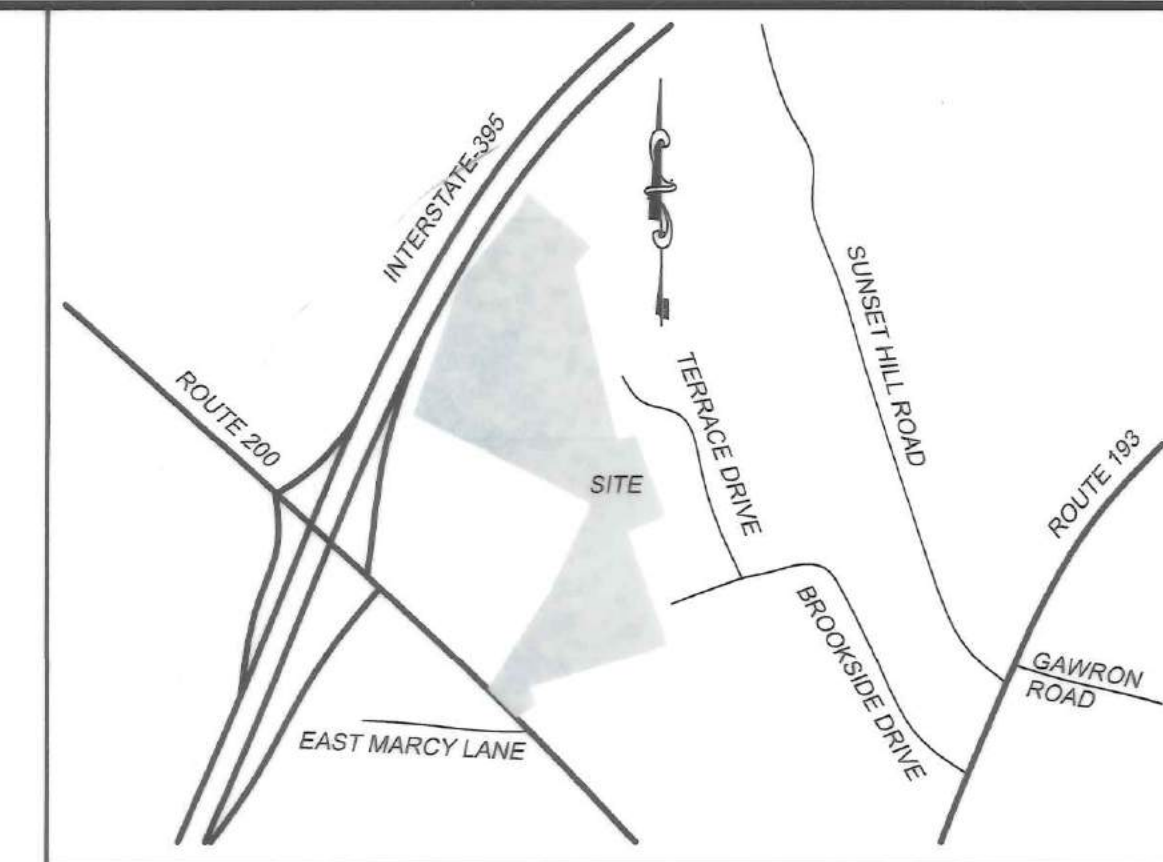 INTERSTATE-395
ROUTE 200
SITE
TERRACE DRIVE
SUNSET HILL ROAD
ROUTE 193
BROOKSIDE DRIVE
GAWRON
ROAD
EAST MARCY LANE